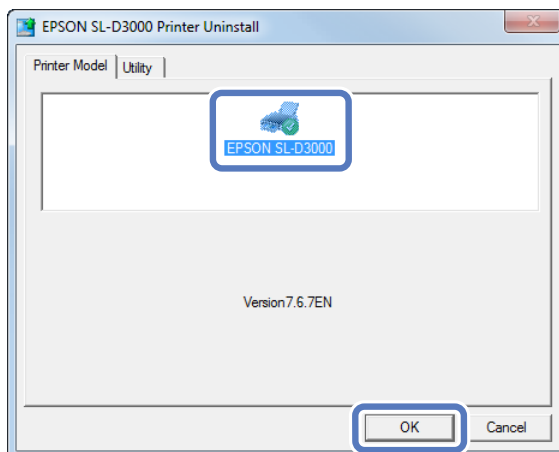 EPSON SL-D3000 Printer Uninstall
Printer Model Utility
EPSON SL-D3000
Version7.6.7EN
OK Cancel